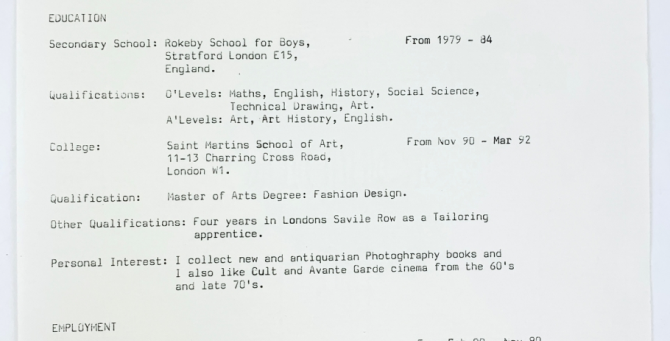 EDUCATION
Secondary School: Rokeby School for Boys, From 1979 - 84
Stratford London E15,
England.
Qualifications: O'Levels: Maths, English, History, Social Science,
Technical Drawing, Art.
A'Levels: Art, Art History, English.
College: Saint Martins School of Art, From Nov 90 - Mar 92
11-13 Charring Cross Road,
London W1.
Qualification: Master of Arts Degree: Fashion Design.
Other Qualifications: Four years in Londons Savile Row as a Tailoring
apprentice.
Personal Interest: I collect new and antiquarian Photoghraphy books and
I also like Cult and Avante Garde cinema from the 60's
and late 70's.
EMPLOYMENT